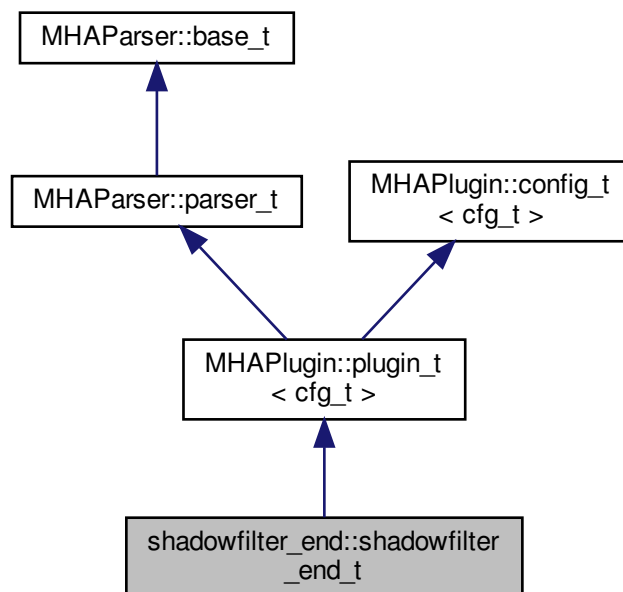 MHAParser::base_t
MHAParser::parser_t
MHAPlugin::config_t
< cfg_t >
MHAPlugin::plugin_t
< cfg_t >
shadowfilter_end::shadowfilter
_end_t